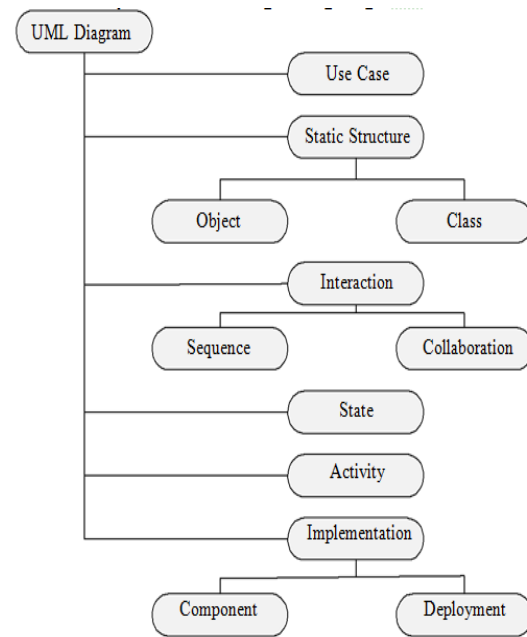 UML Diagram
Use Case
Static Structure
Object
Class
Interaction
Sequence
Collaboration
State
Activity
Implementation
Component
Deployment